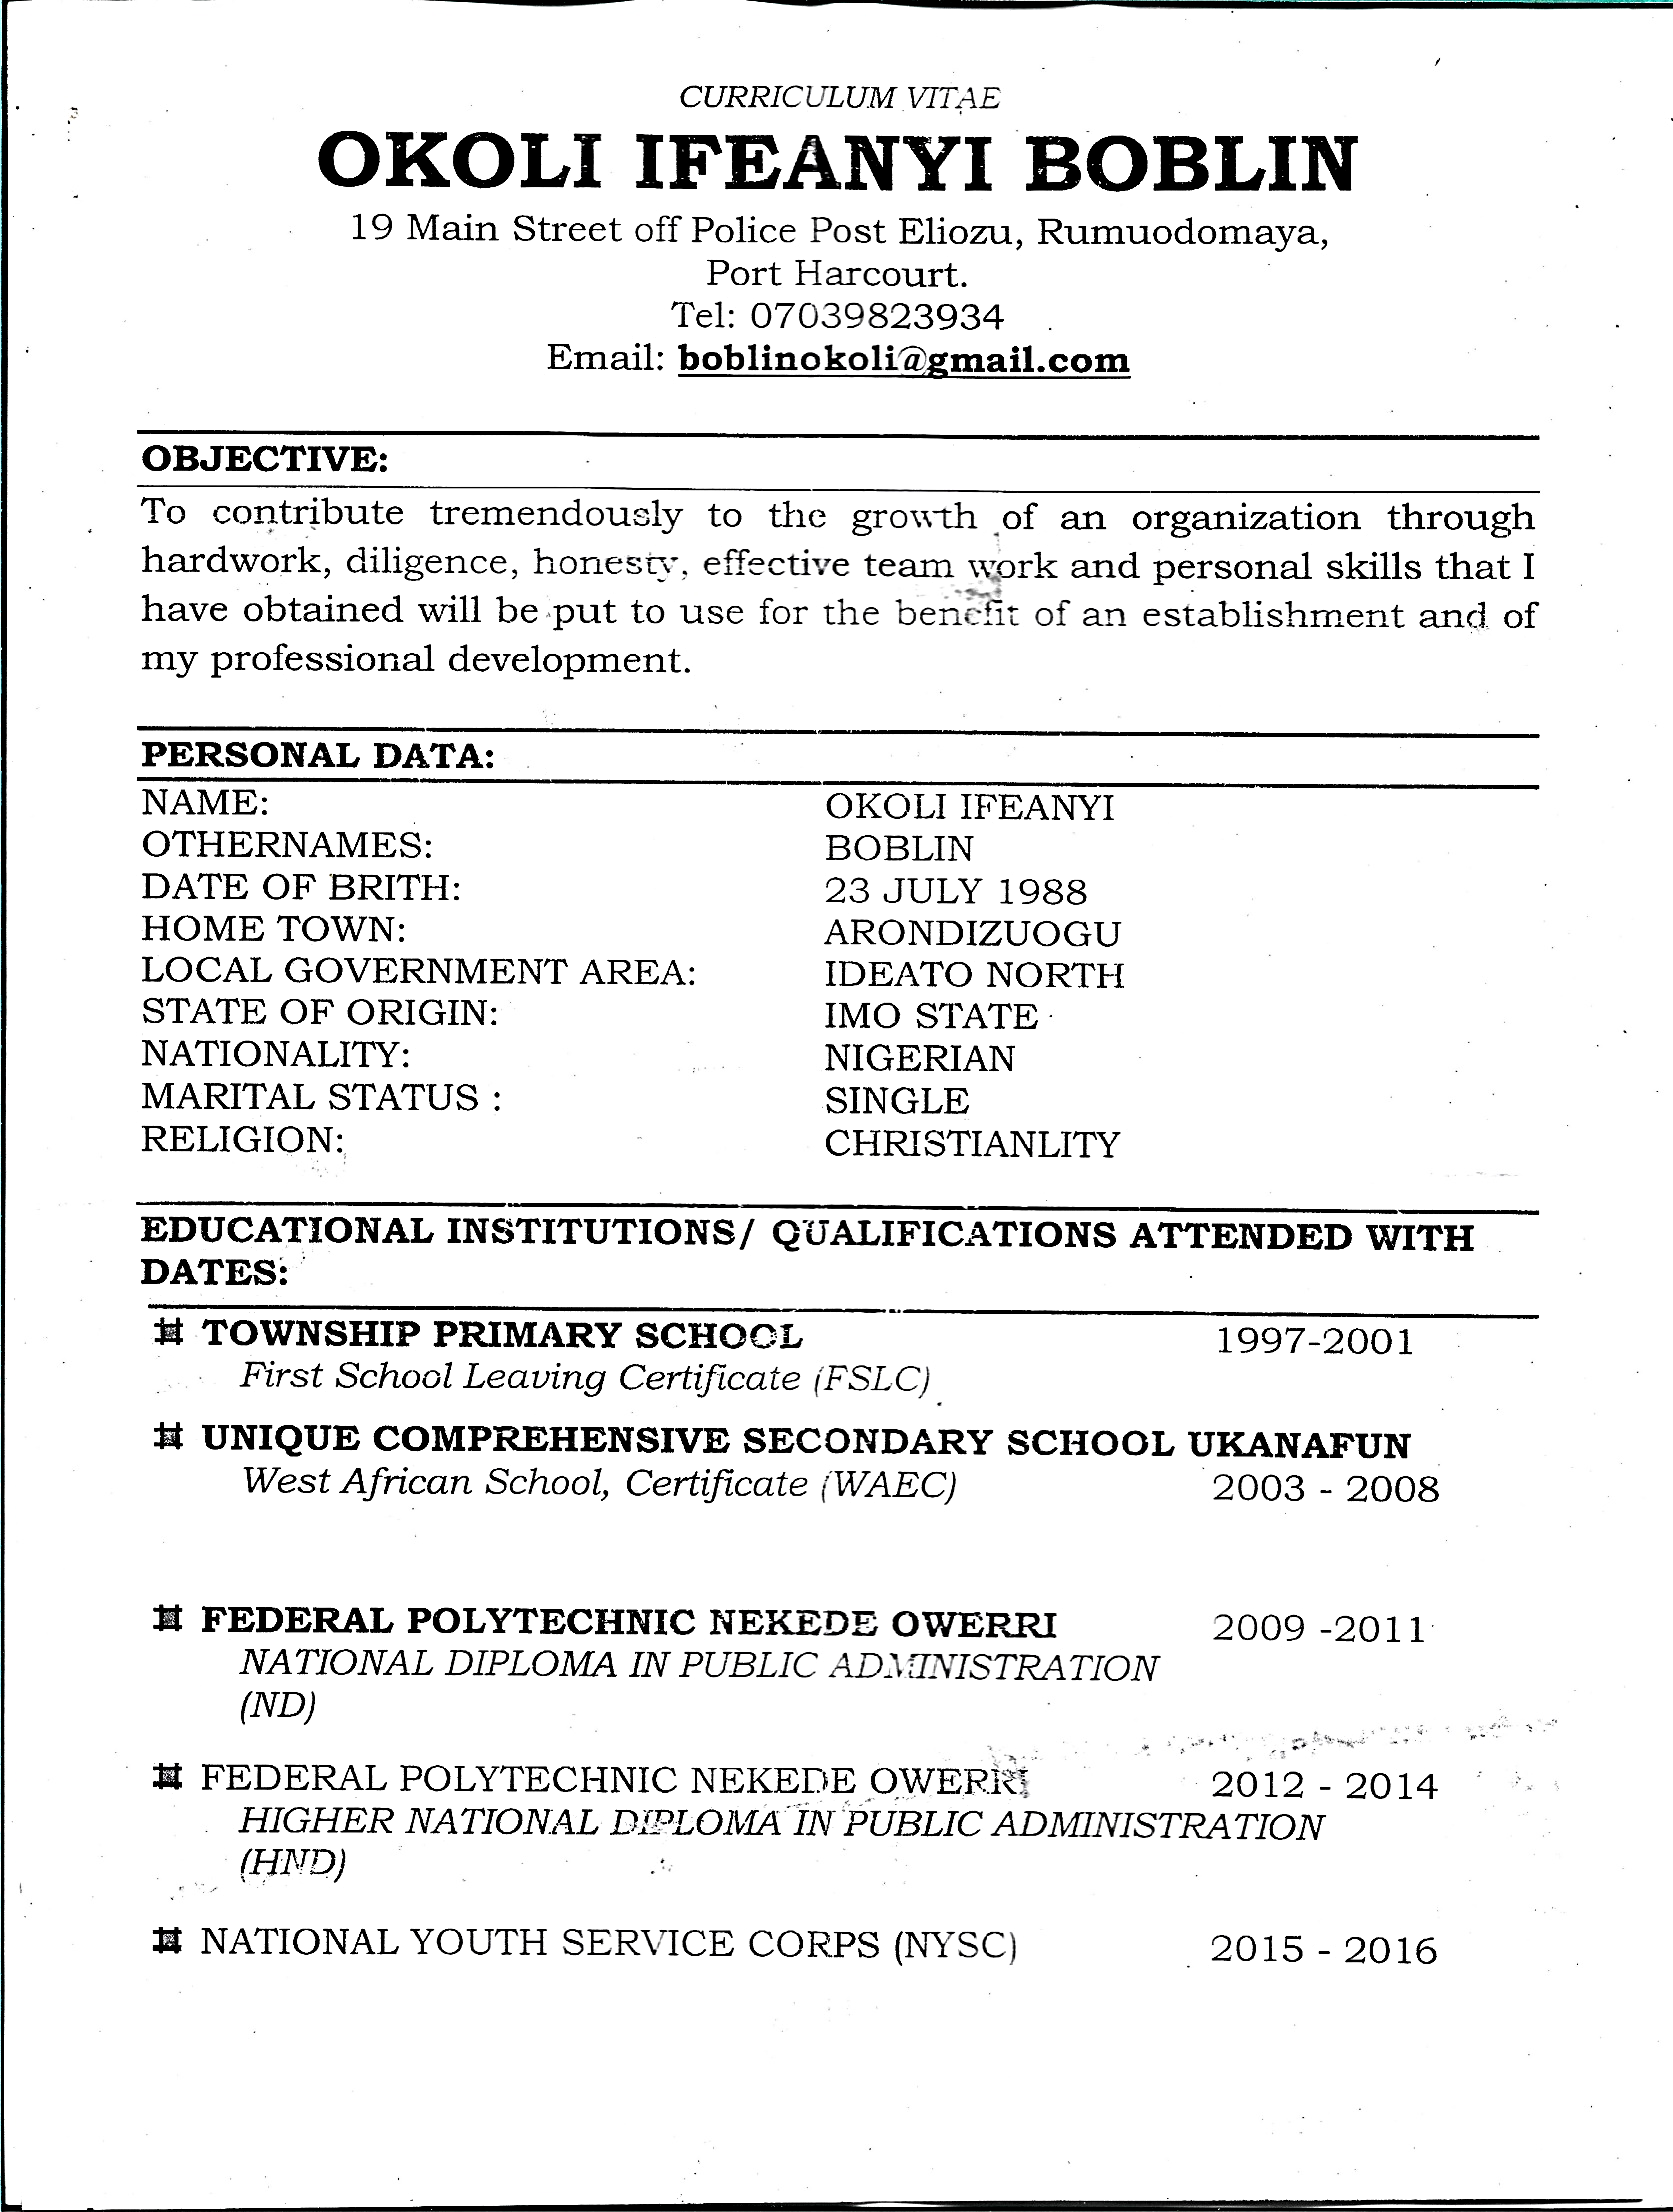 CURRICULUM VITAE
OKOLI IFEANYI BOBLIN
19 Main Street off Police Post Eliozu, Rumuodomaya,
Port Harcourt.
Tel: 07039823934
Email: boblinokoli@gmail.com
OBJECTIVE:
To contribute tremendously to the growth of an organization through
hardwork, diligence, honesty, effective team work and personal skills that I
have obtained will be put to use for the benefit of an establishment and of
my professional development.
PERSONAL DATA:
NAME: OKOLI IFEANYI
OTHERNAMES: BOBLIN
DATE OF BRITH: 23 JULY 1988
HOME TOWN: ARONDIZUOGU
LOCAL GOVERNMENT AREA: IDEATO NORTH
STATE OF ORIGIN: IMO STATE
NATIONALITY: NIGERIAN
MARITAL STATUS : SINGLE
RELIGION: CHRISTIANLITY
EDUCATIONAL INSTITUTIONS/ QUALIFICATIONS ATTENDED WITH
DATES:
TOWNSHIP PRIMARY SCHOOL 1997-2001
First School Leaving Certificate (FSLC)
UNIQUE COMPREHENSIVE SECONDARY SCHOOL UKANAFUN
West African School, Certificate (WAEC) 2003 - 2008
FEDERAL POLYTECHNIC NEKEDE OWERRI 2009 -2011
NATIONAL DIPLOMA IN PUBLIC ADMINISTRATION
(ND)
FEDERAL POLYTECHNIC NEKEDE OWERRI 2012 - 2014
HIGHER NATIONAL DIPLOMA IN PUBLIC ADMINISTRATION
(HND)
NATIONAL YOUTH SERVICE CORPS (NYSC) 2015 - 2016